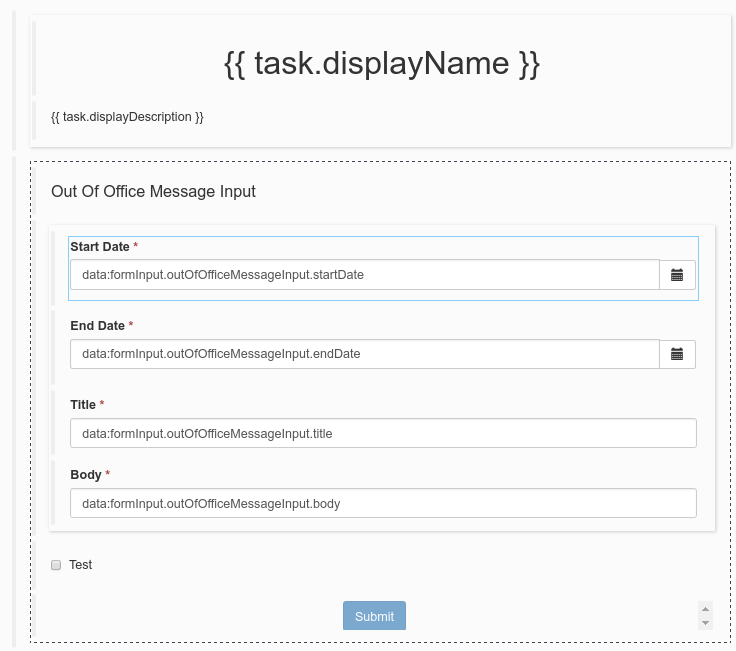 {{ task.displayName }}
{{ task.displayDescription }}
Out Of Office Message Input
Start Date *
data:formInput.outOfOfficeMessageInput.startDate
End Date *
data:formInput.outOfOfficeMessageInput.endDate
Title *
data:formInput.outOfOfficeMessageInput.title
Body *
data:formInput.outOfOfficeMessageInput.body
Test
Submit